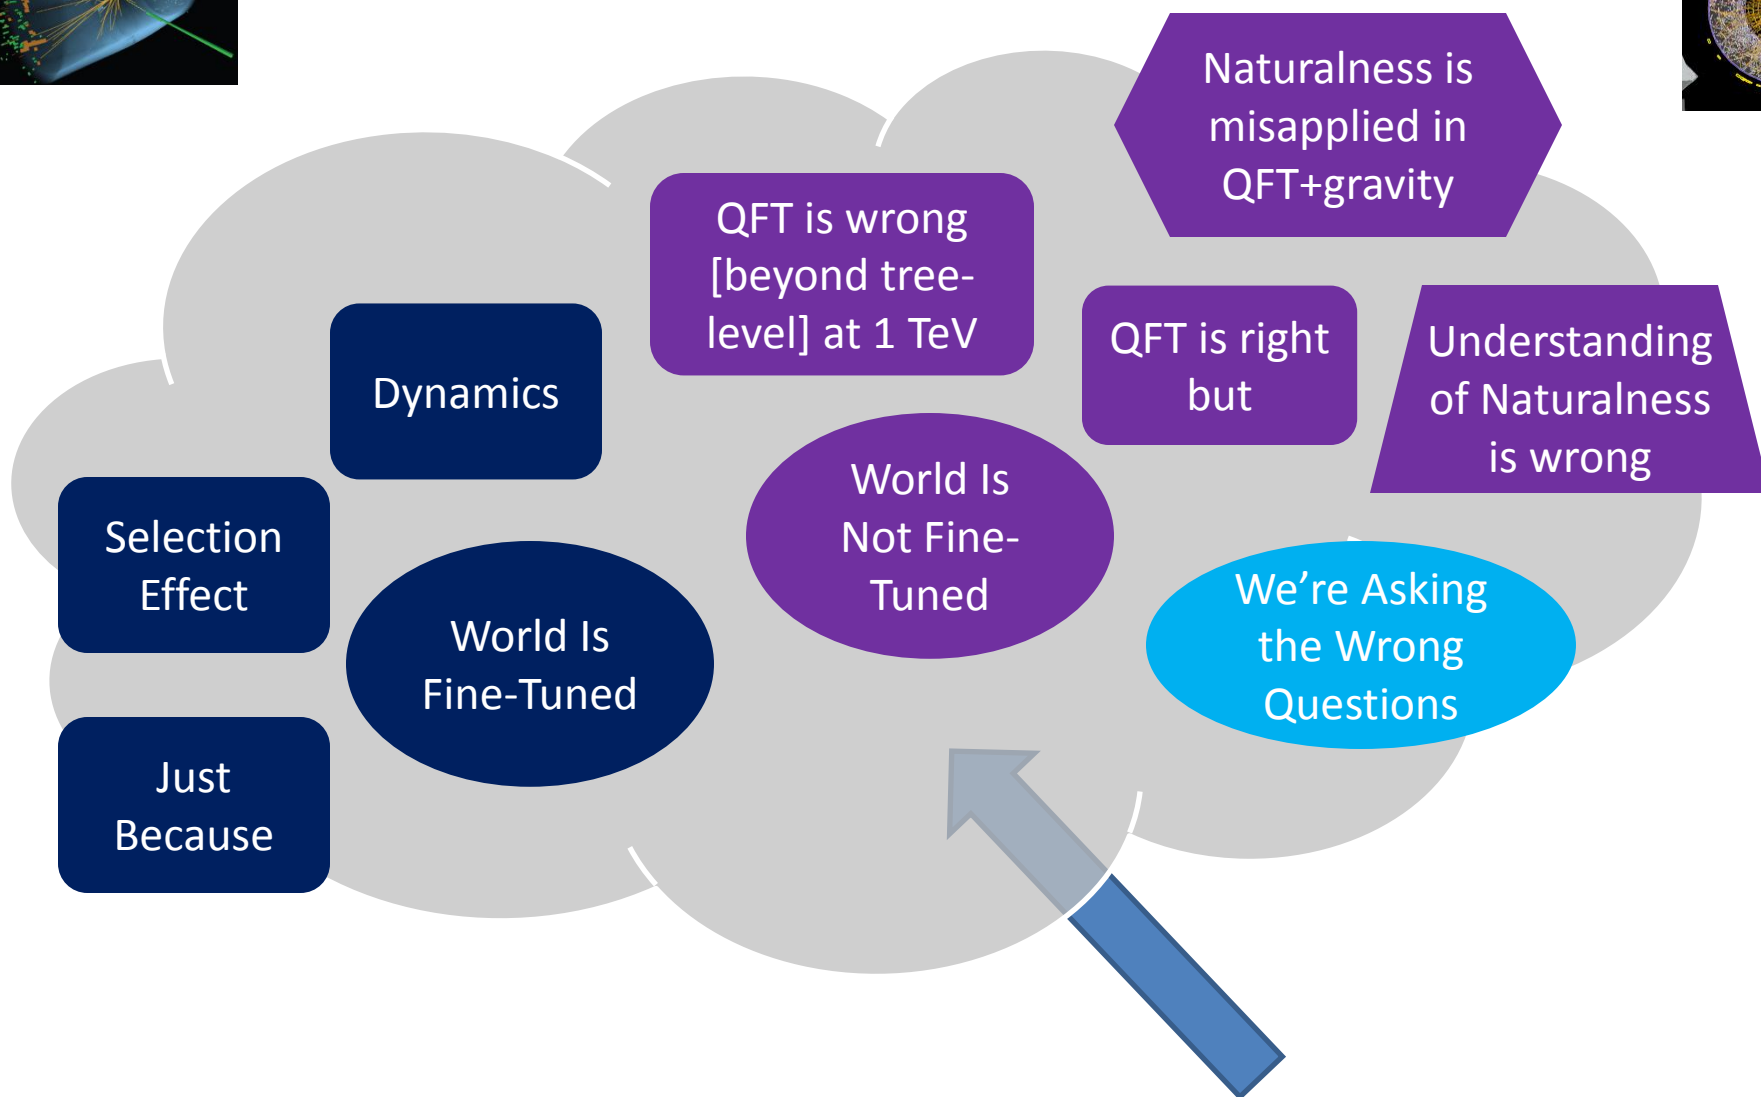 Naturalness is
misapplied in
QFT+gravity
QFT is wrong
[beyond tree-
level] at 1 TeV
QFT is right
but
Understanding
of Naturalness
is wrong
Dynamics
World Is
Not Fine-
Tuned
Selection
Effect
We’re Asking
the Wrong
Questions
World Is
Fine-Tuned
Just
Because